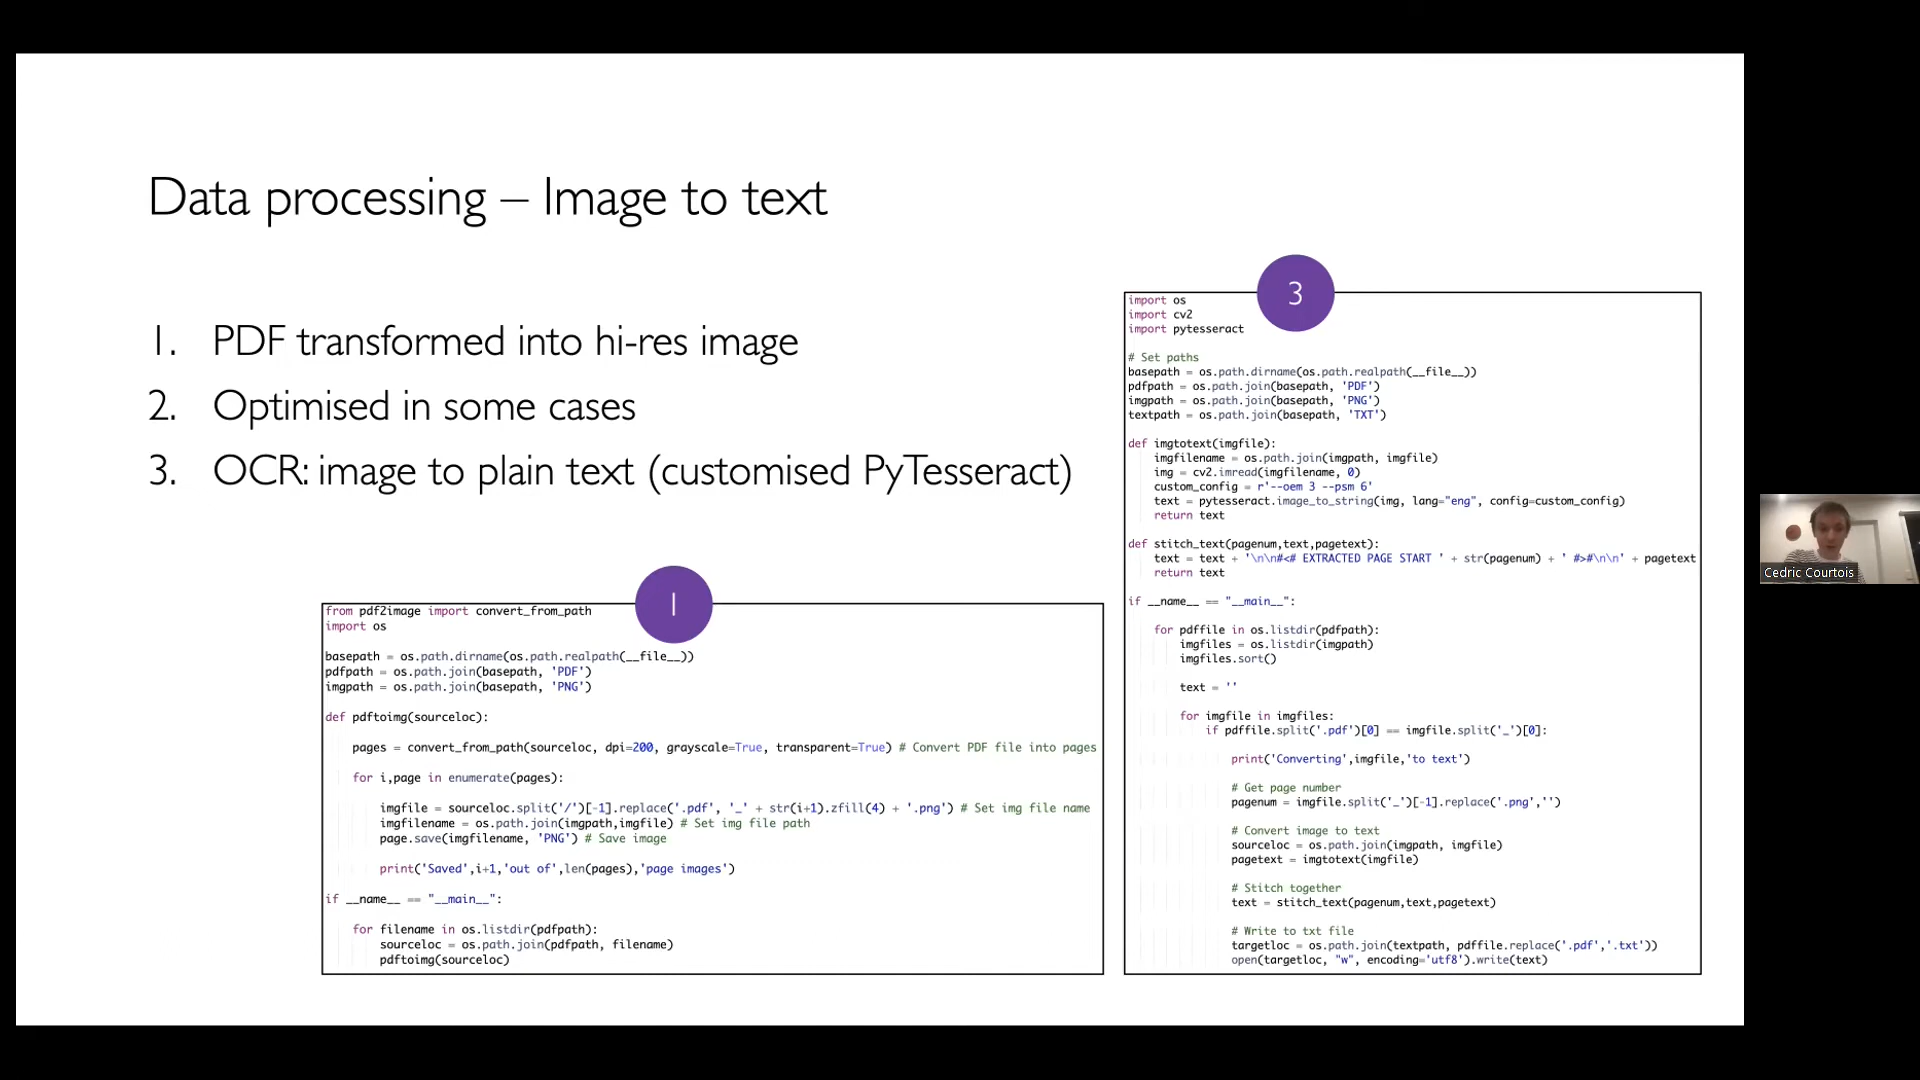 Data processing – Image to text
1. PDF transformed into hi-res image
2. Optimised in some cases
3. OCR: image to plain text (customised PyTesseract)
1
from pdf2image import convert_from_path
import os
basepath = os.path.dirname(os.path.realpath(__file__))
pdfpath = os.path.join(basepath, 'PDF')
imgpath = os.path.join(basepath, 'PNG')
def pdftoimg(sourceloc):
pages = convert_from_path(sourceloc, dpi=200, grayscale=True, transparent=True) # Convert PDF file into pages
for i,page in enumerate(pages):
imgfile = sourceloc.split('/')[-1].replace('.pdf', '_' + str(i+1).zfill(4) + '.png') # Set img file name
imgfilename = os.path.join(imgpath,imgfile) # Set img file path
page.save(imgfilename, 'PNG') # Save image
print('Saved',i+1,'out of',len(pages),'page images')
if __name__ == "__main__":
for filename in os.listdir(pdfpath):
sourceloc = os.path.join(pdfpath, filename)
pdftoimg(sourceloc)
3
import os
import cv2
import pytesseract
# Set paths
basepath = os.path.dirname(os.path.realpath(__file__))
pdfpath = os.path.join(basepath, 'PDF')
imgpath = os.path.join(basepath, 'PNG')
textpath = os.path.join(basepath, 'TXT')
def imgtotext(imgfile):
imgfilename = os.path.join(imgpath, imgfile)
img = cv2.imread(imgfilename, 0)
custom_config = r'--oem 3 --psm 6'
text = pytesseract.image_to_string(img, lang="eng", config=custom_config)
return text
def stitch_text(pagenum,text,pagetext):
text = text + '\n\n#<# EXTRACTED PAGE START ' + str(pagenum) + ' #>#\n\n' + pagetext
return text
if __name__ == "__main__":
for pdffile in os.listdir(pdfpath):
imgfiles = os.listdir(imgpath)
imgfiles.sort()
text = ''
for imgfile in imgfiles:
if pdffile.split('.pdf')[0] == imgfile.split('_')[0]:
print('Converting',imgfile,'to text')
# Get page number
pagenum = imgfile.split('_')[-1].replace('.png','')
# Convert image to text
sourceloc = os.path.join(imgpath, imgfile)
pagetext = imgtotext(imgfile)
# Stitch together
text = stitch_text(pagenum,text,pagetext)
# Write to txt file
targetloc = os.path.join(textpath, pdffile.replace('.pdf','.txt'))
open(targetloc, "w", encoding='utf8').write(text)
Cedric Courtois